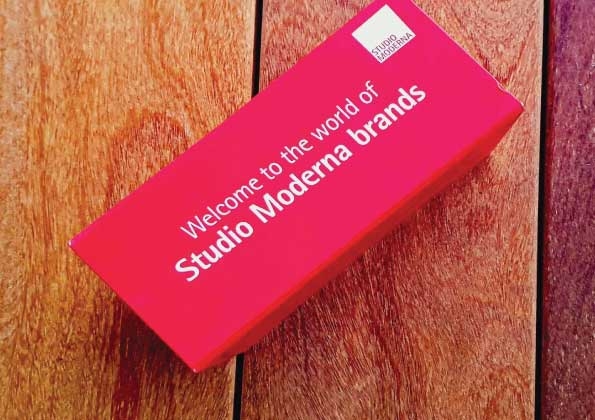 STUDIO
MODERNA
Welcome to the world of
Studio Moderna brands